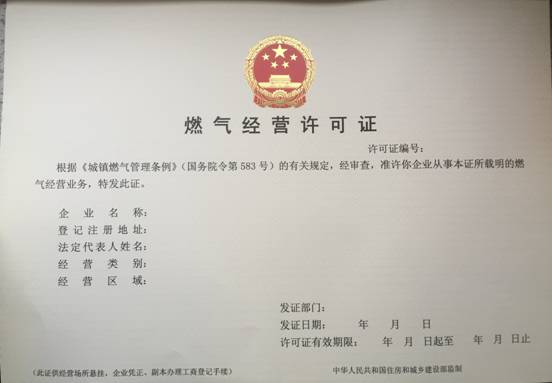 燃气经营许可证
许可证编号：
根据《城镇燃气管理条例》（国务院令第 583 号）的有关规定，经审查，准许你企业从事本证所载明的燃
气经营业务，特发此证。
企业名称：
登记注册地址：
法定代表人姓名：
经营类别：
经营区域：
发证部门：
发证日期： 年 月 日
许可证有效期限： 年 月 日起至 年 月 日止
(此证供经营场所悬挂，企业凭正、副本办理工商登记手续)
中华人民共和国住房和城乡建设部监制